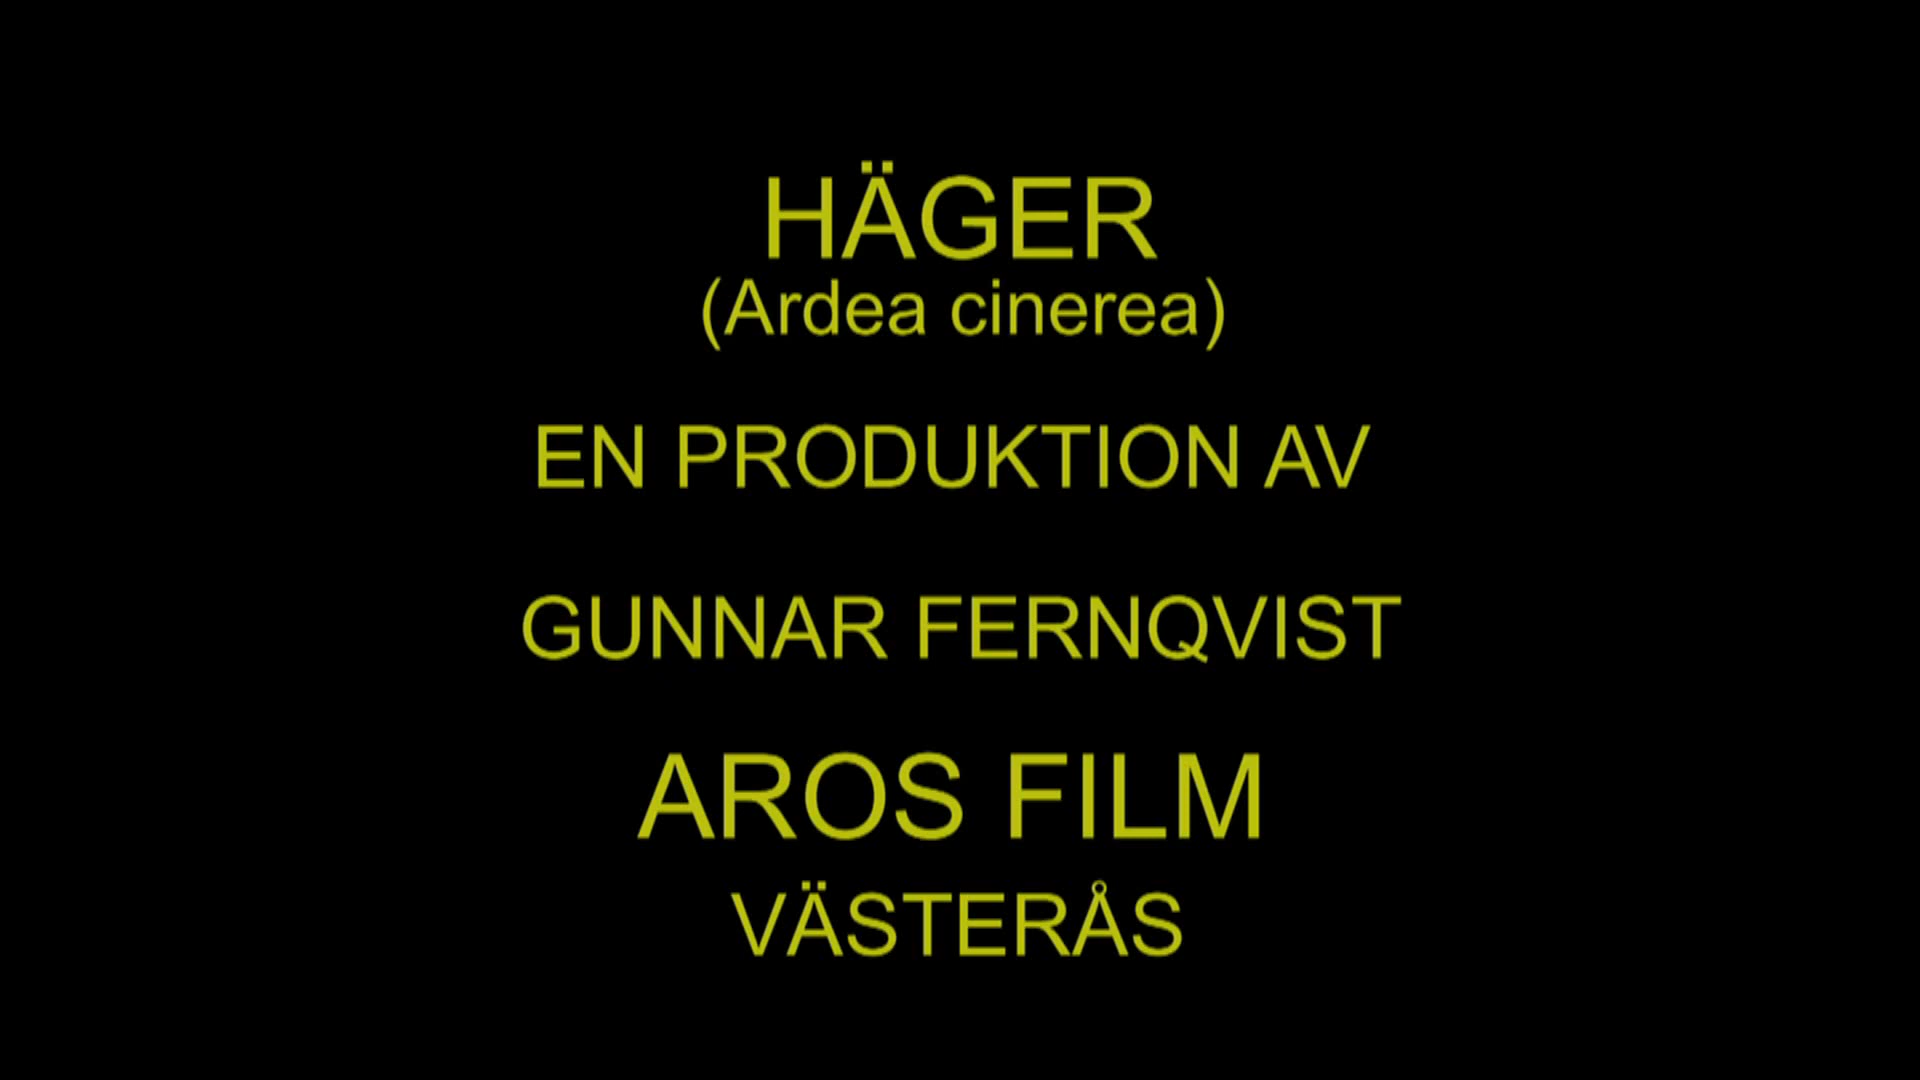 HÄGER
(Ardea cinerea)
EN PRODUKTION AV
GUNNAR FERNQVIST
AROS FILM
VÄSTERÅS